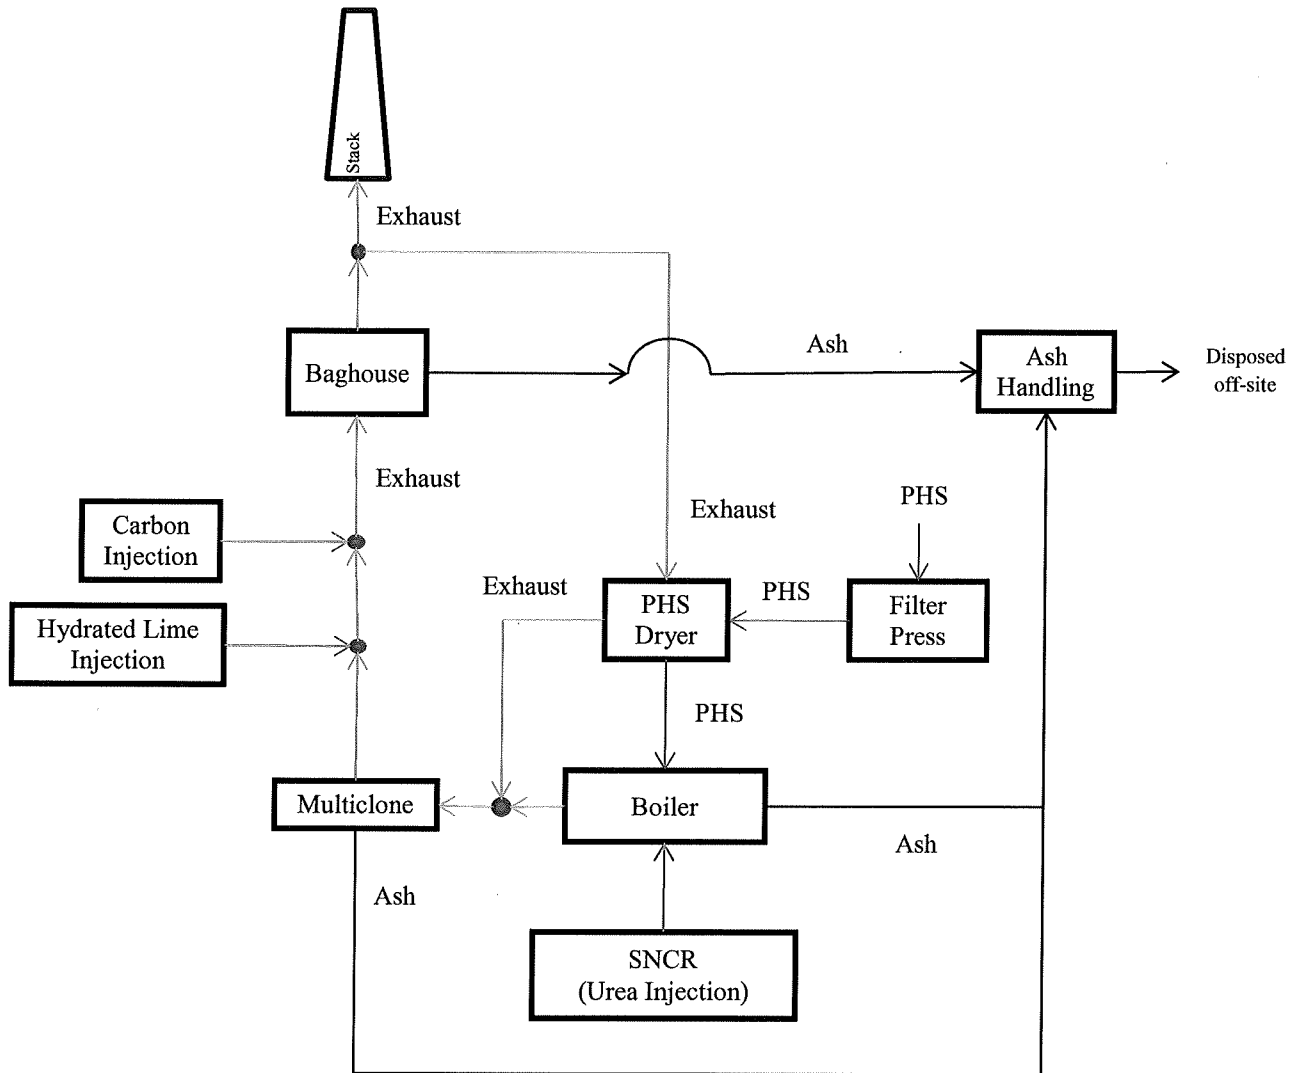 Stack
Exhaust
Baghouse
Ash
Ash
Handling
Disposed
off-site
Exhaust
PHS
Exhaust
Carbon
Injection
Exhaust
PHS
Dryer
PHS
Filter
Press
Hydrated Lime
Injection
PHS
Multiclone
Boiler
Ash
Ash
SNCR
(Urea Injection)